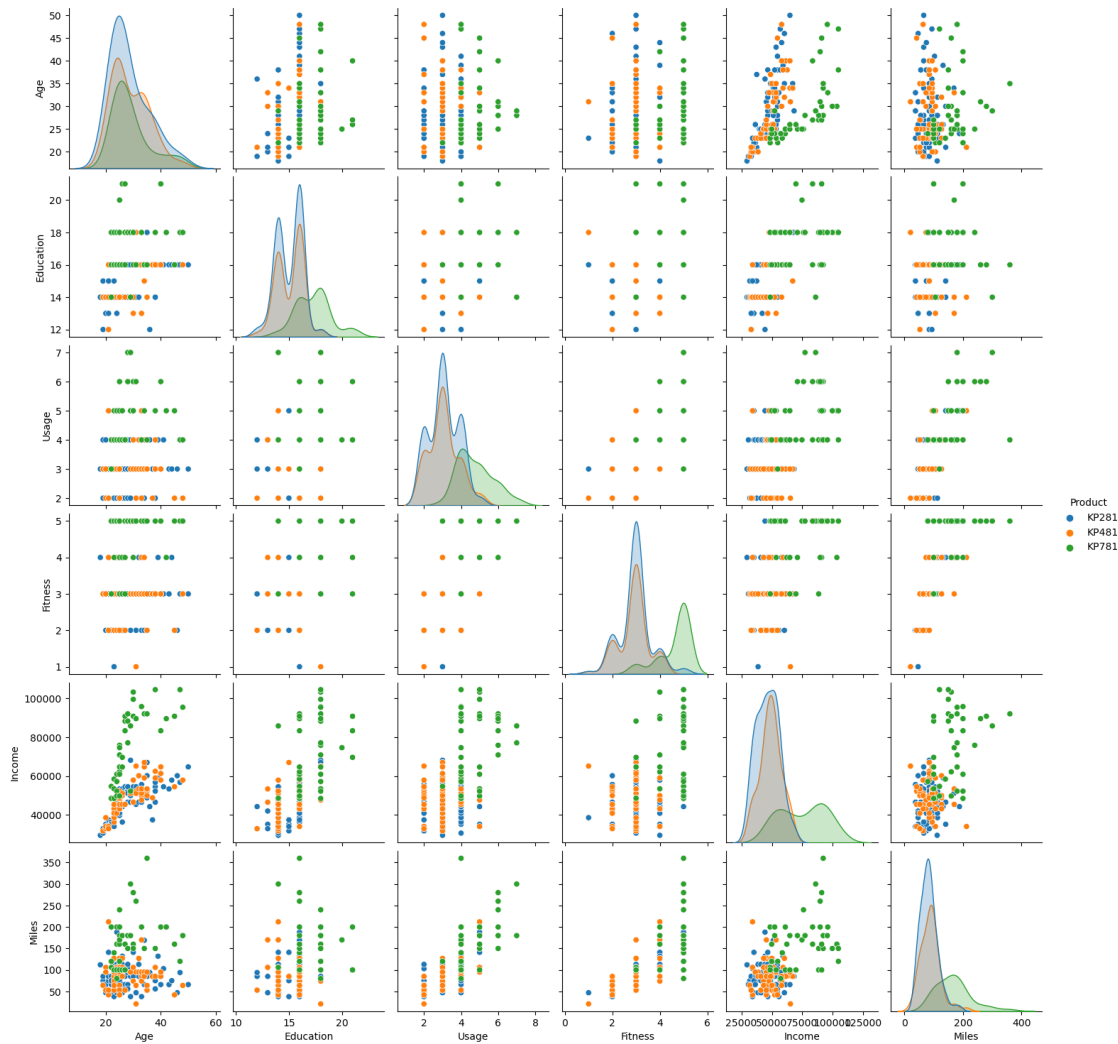 50
45
40
35
30
25
20
Age
20
18
16
14
12
Education
7
6
5
4
3
2
Usage
5
4
3
2
1
Fitness
Product
KP281
KP481
KP781
100000
80000
60000
40000
Income
350
300
250
200
150
100
50
Miles
20 40 60
10 15 20
2 4 6 8
0 2 4 6
25000 50000 75000 100000 125000
0 200 400
Age Education Usage Fitness Income Miles